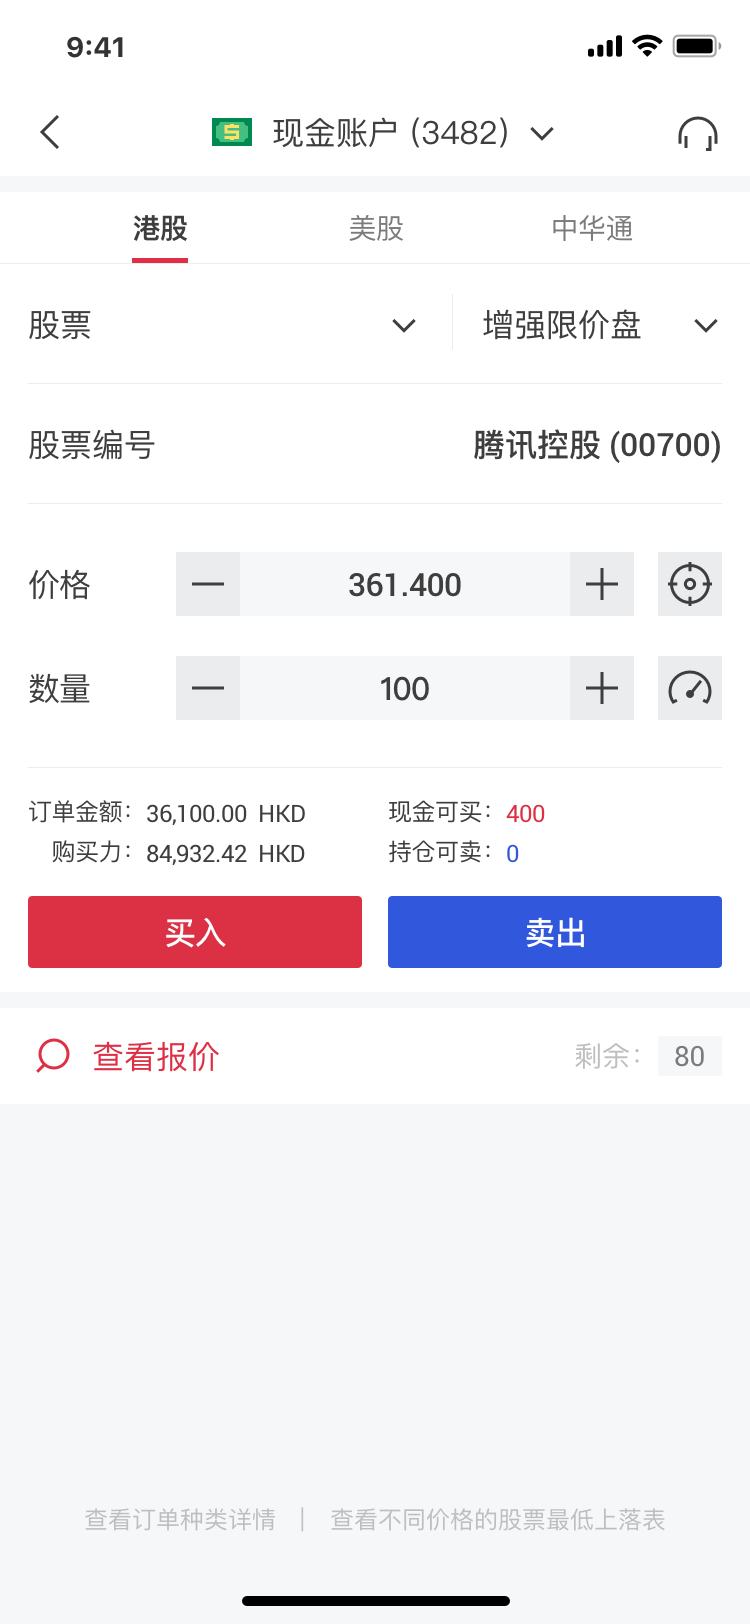 9:41
现金账户 (3482)
港股 美股 中华通
股票 增强限价盘
股票编号 腾讯控股 (00700)
价格 361.400
数量 100
订单金额： 36,100.00 HKD 现金可买： 400
购买力： 84,932.42 HKD 持仓可卖： 0
买入 卖出
查看报价 剩余： 80
查看订单种类详情 | 查看不同价格的股票最低上落表